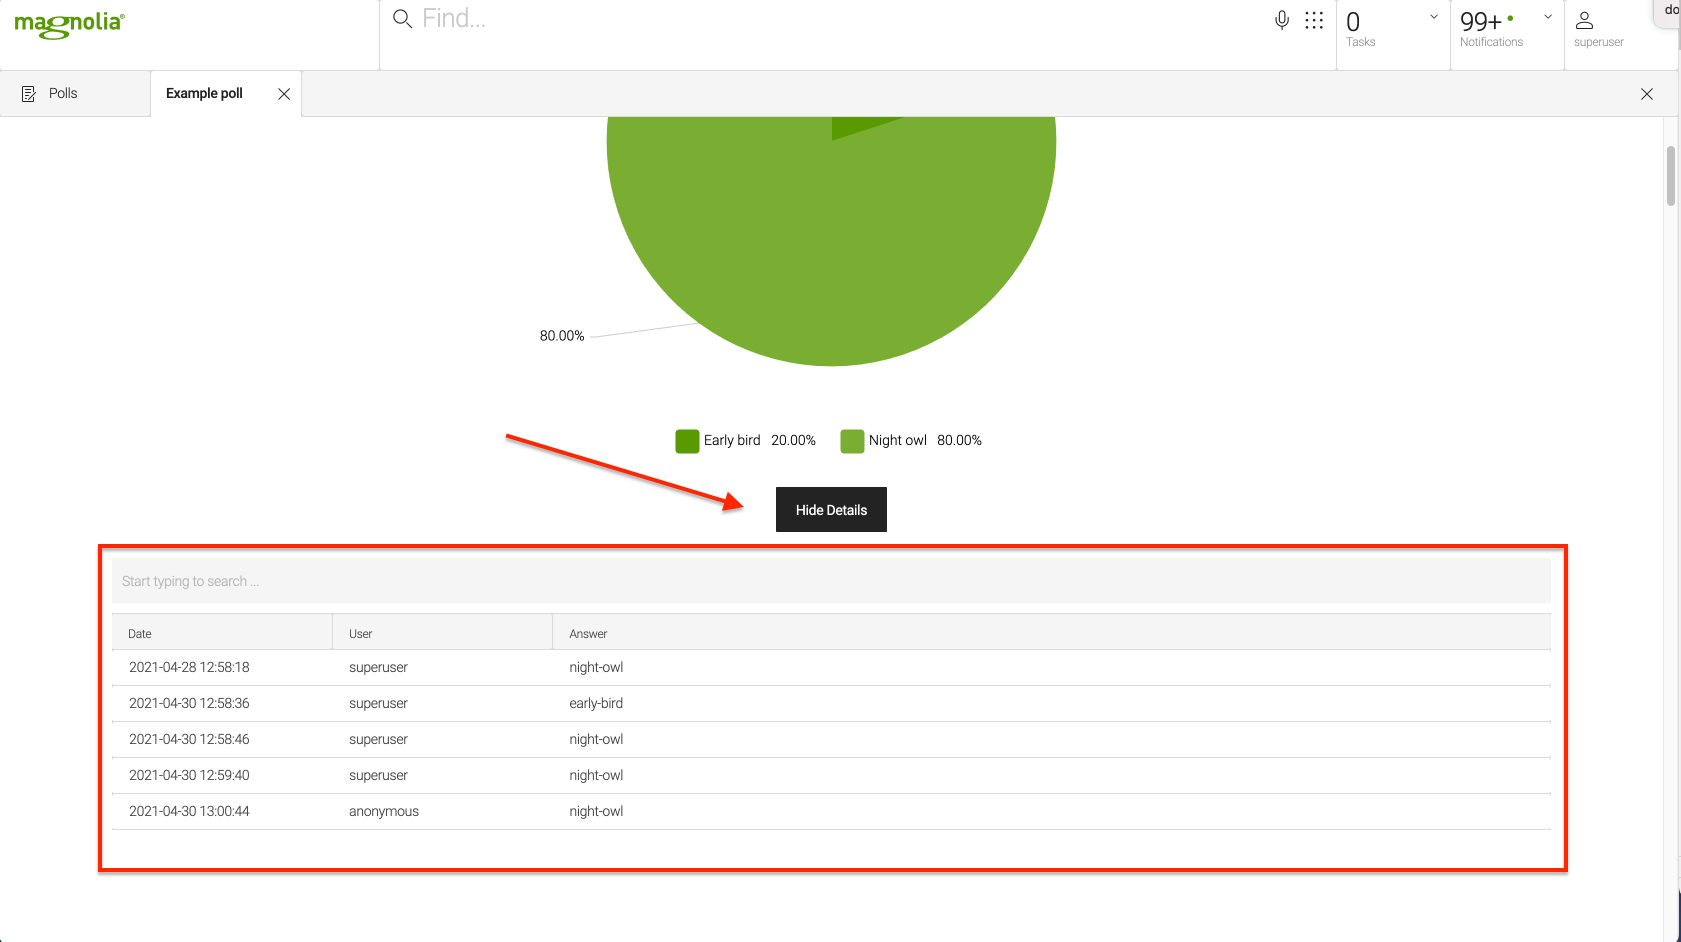 magnolia®
Find...
0
Tasks
99+
Notifications
superuser
do
Polls
Example poll
80.00%
Early bird 20.00% Night owl 80.00%
Hide Details
Start typing to search ...
Date User Answer
2021-04-28 12:58:18 superuser night-owl
2021-04-30 12:58:36 superuser early-bird
2021-04-30 12:58:46 superuser night-owl
2021-04-30 12:59:40 superuser night-owl
2021-04-30 13:00:44 anonymous night-owl